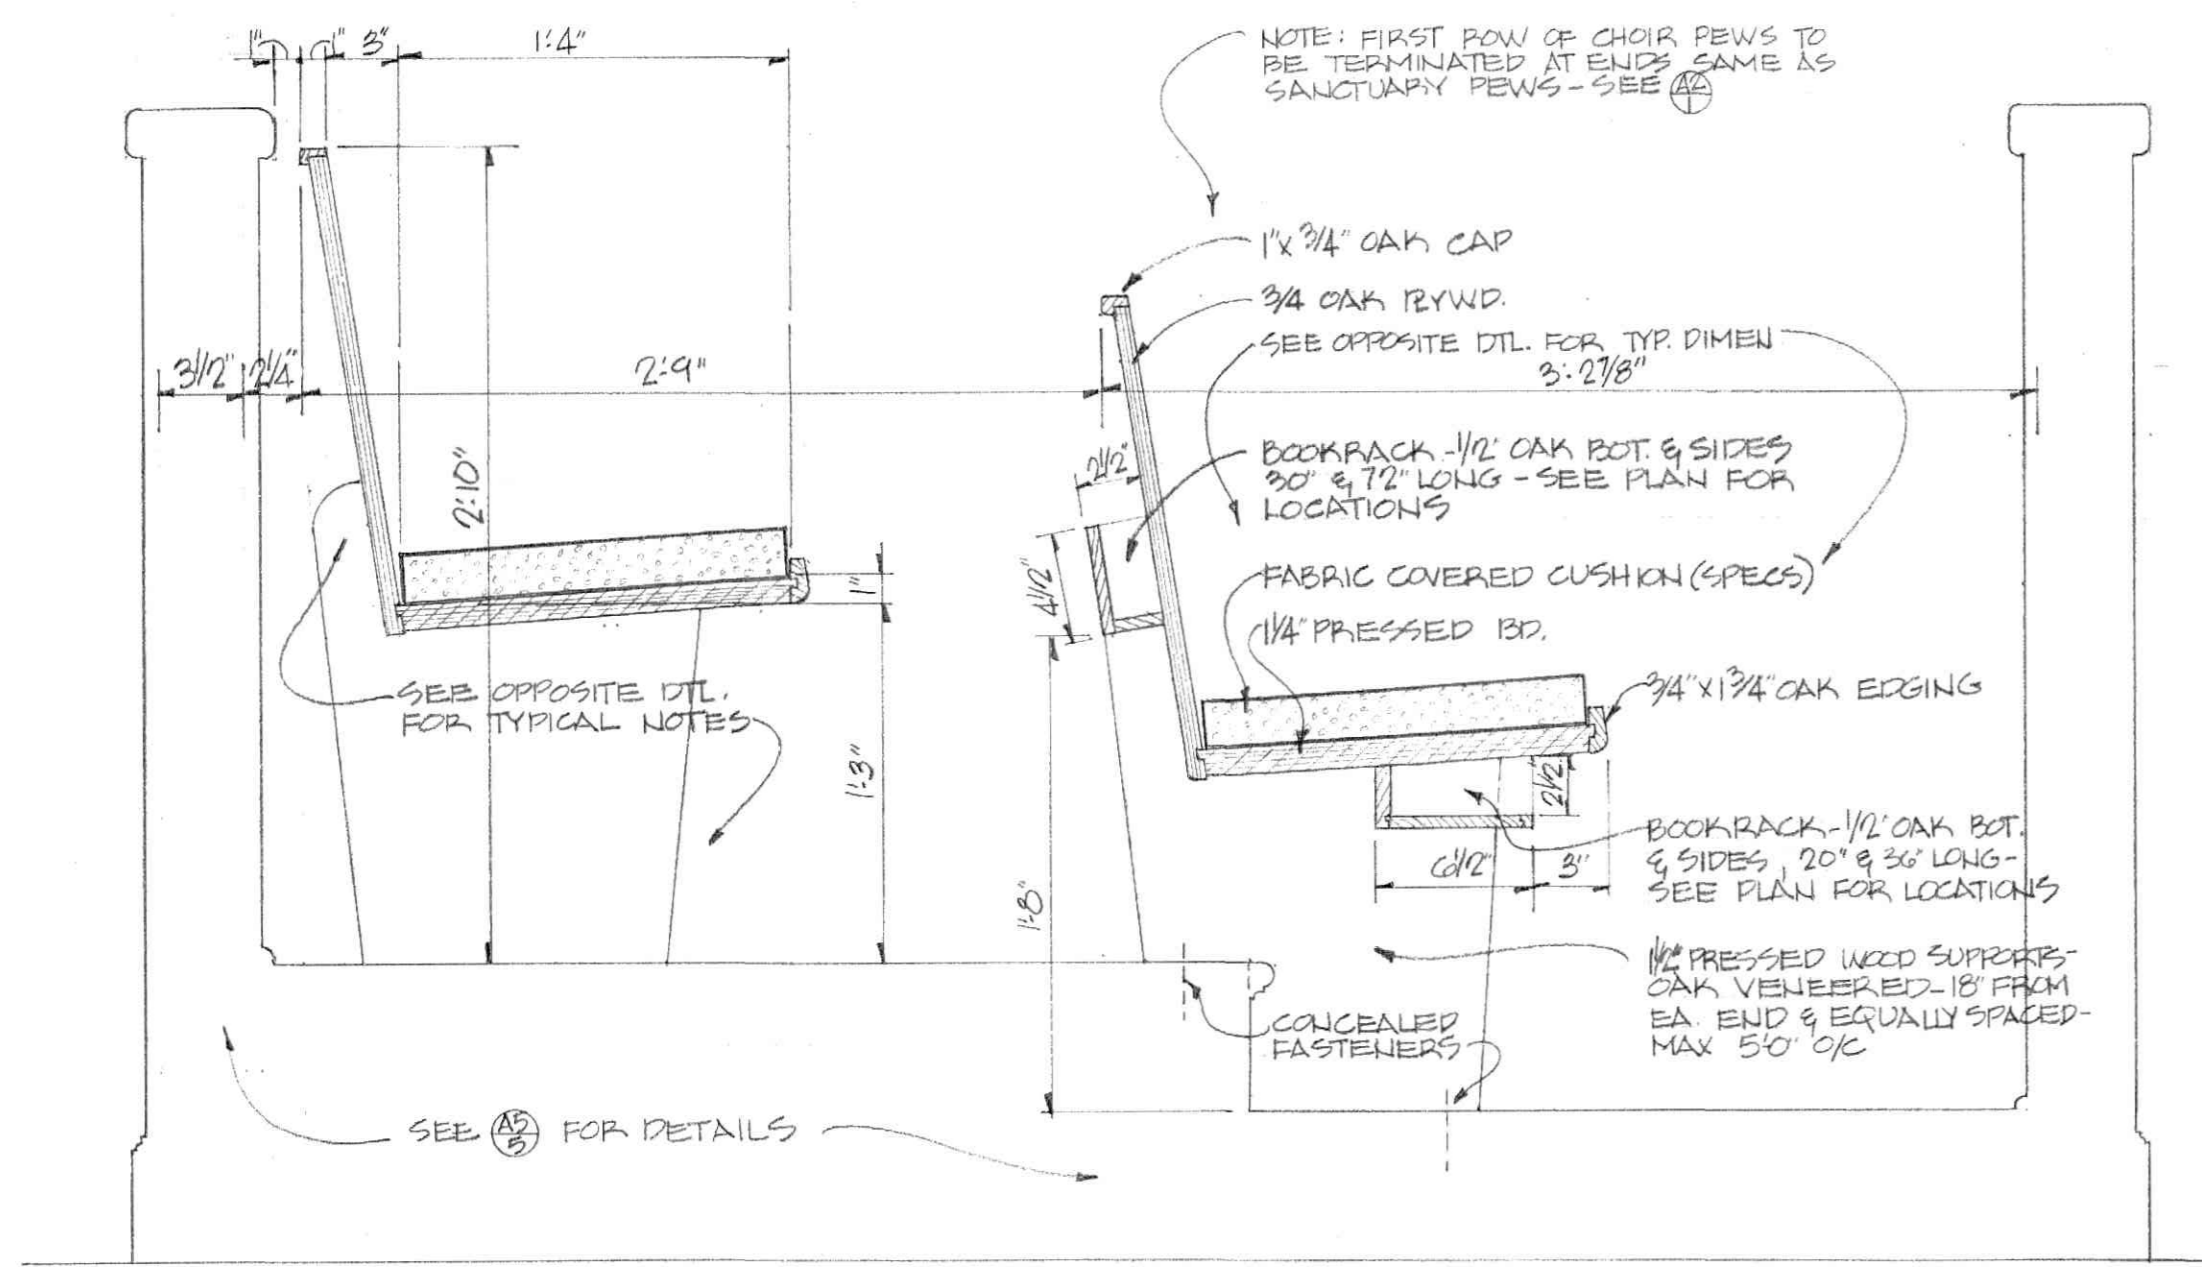 1" 1" 3" 1'-4"
NOTE: FIRST ROW OF CHOIR PEWS TO
BE TERMINATED AT ENDS SAME AS
SANCTUARY PEWS-SEE A2
1
1"x 3/4" OAK CAP
3/4 OAK PLYWD.
SEE OPPOSITE DTL. FOR TYP. DIMEN
3 1/2" 2 1/4" 2'-9" 3'-2 7/8"
2'-10"
2 1/2"
BOOKRACK-1/2" OAK BOT. & SIDES
30" & 72" LONG - SEE PLAN FOR
LOCATIONS
4 1/2"
1"
FABRIC COVERED CUSHION (SPECS)
1 1/4" PRESSED BD.
3/4" X 1 3/4" OAK EDGING
SEE OPPOSITE DTL.
FOR TYPICAL NOTES
1'-3"
2 1/2"
BOOKRACK-1/2" OAK BOT.
& SIDES, 20" & 36" LONG-
SEE PLAN FOR LOCATIONS
6 1/2" 3"
1'-8"
1 1/2" PRESSED WOOD SUPPORTS-
OAK VENEERED-18" FROM
EA. END & EQUALLY SPACED-
MAX 5'0" O/C
CONCEALED
FASTENERS
SEE A5 FOR DETAILS
5